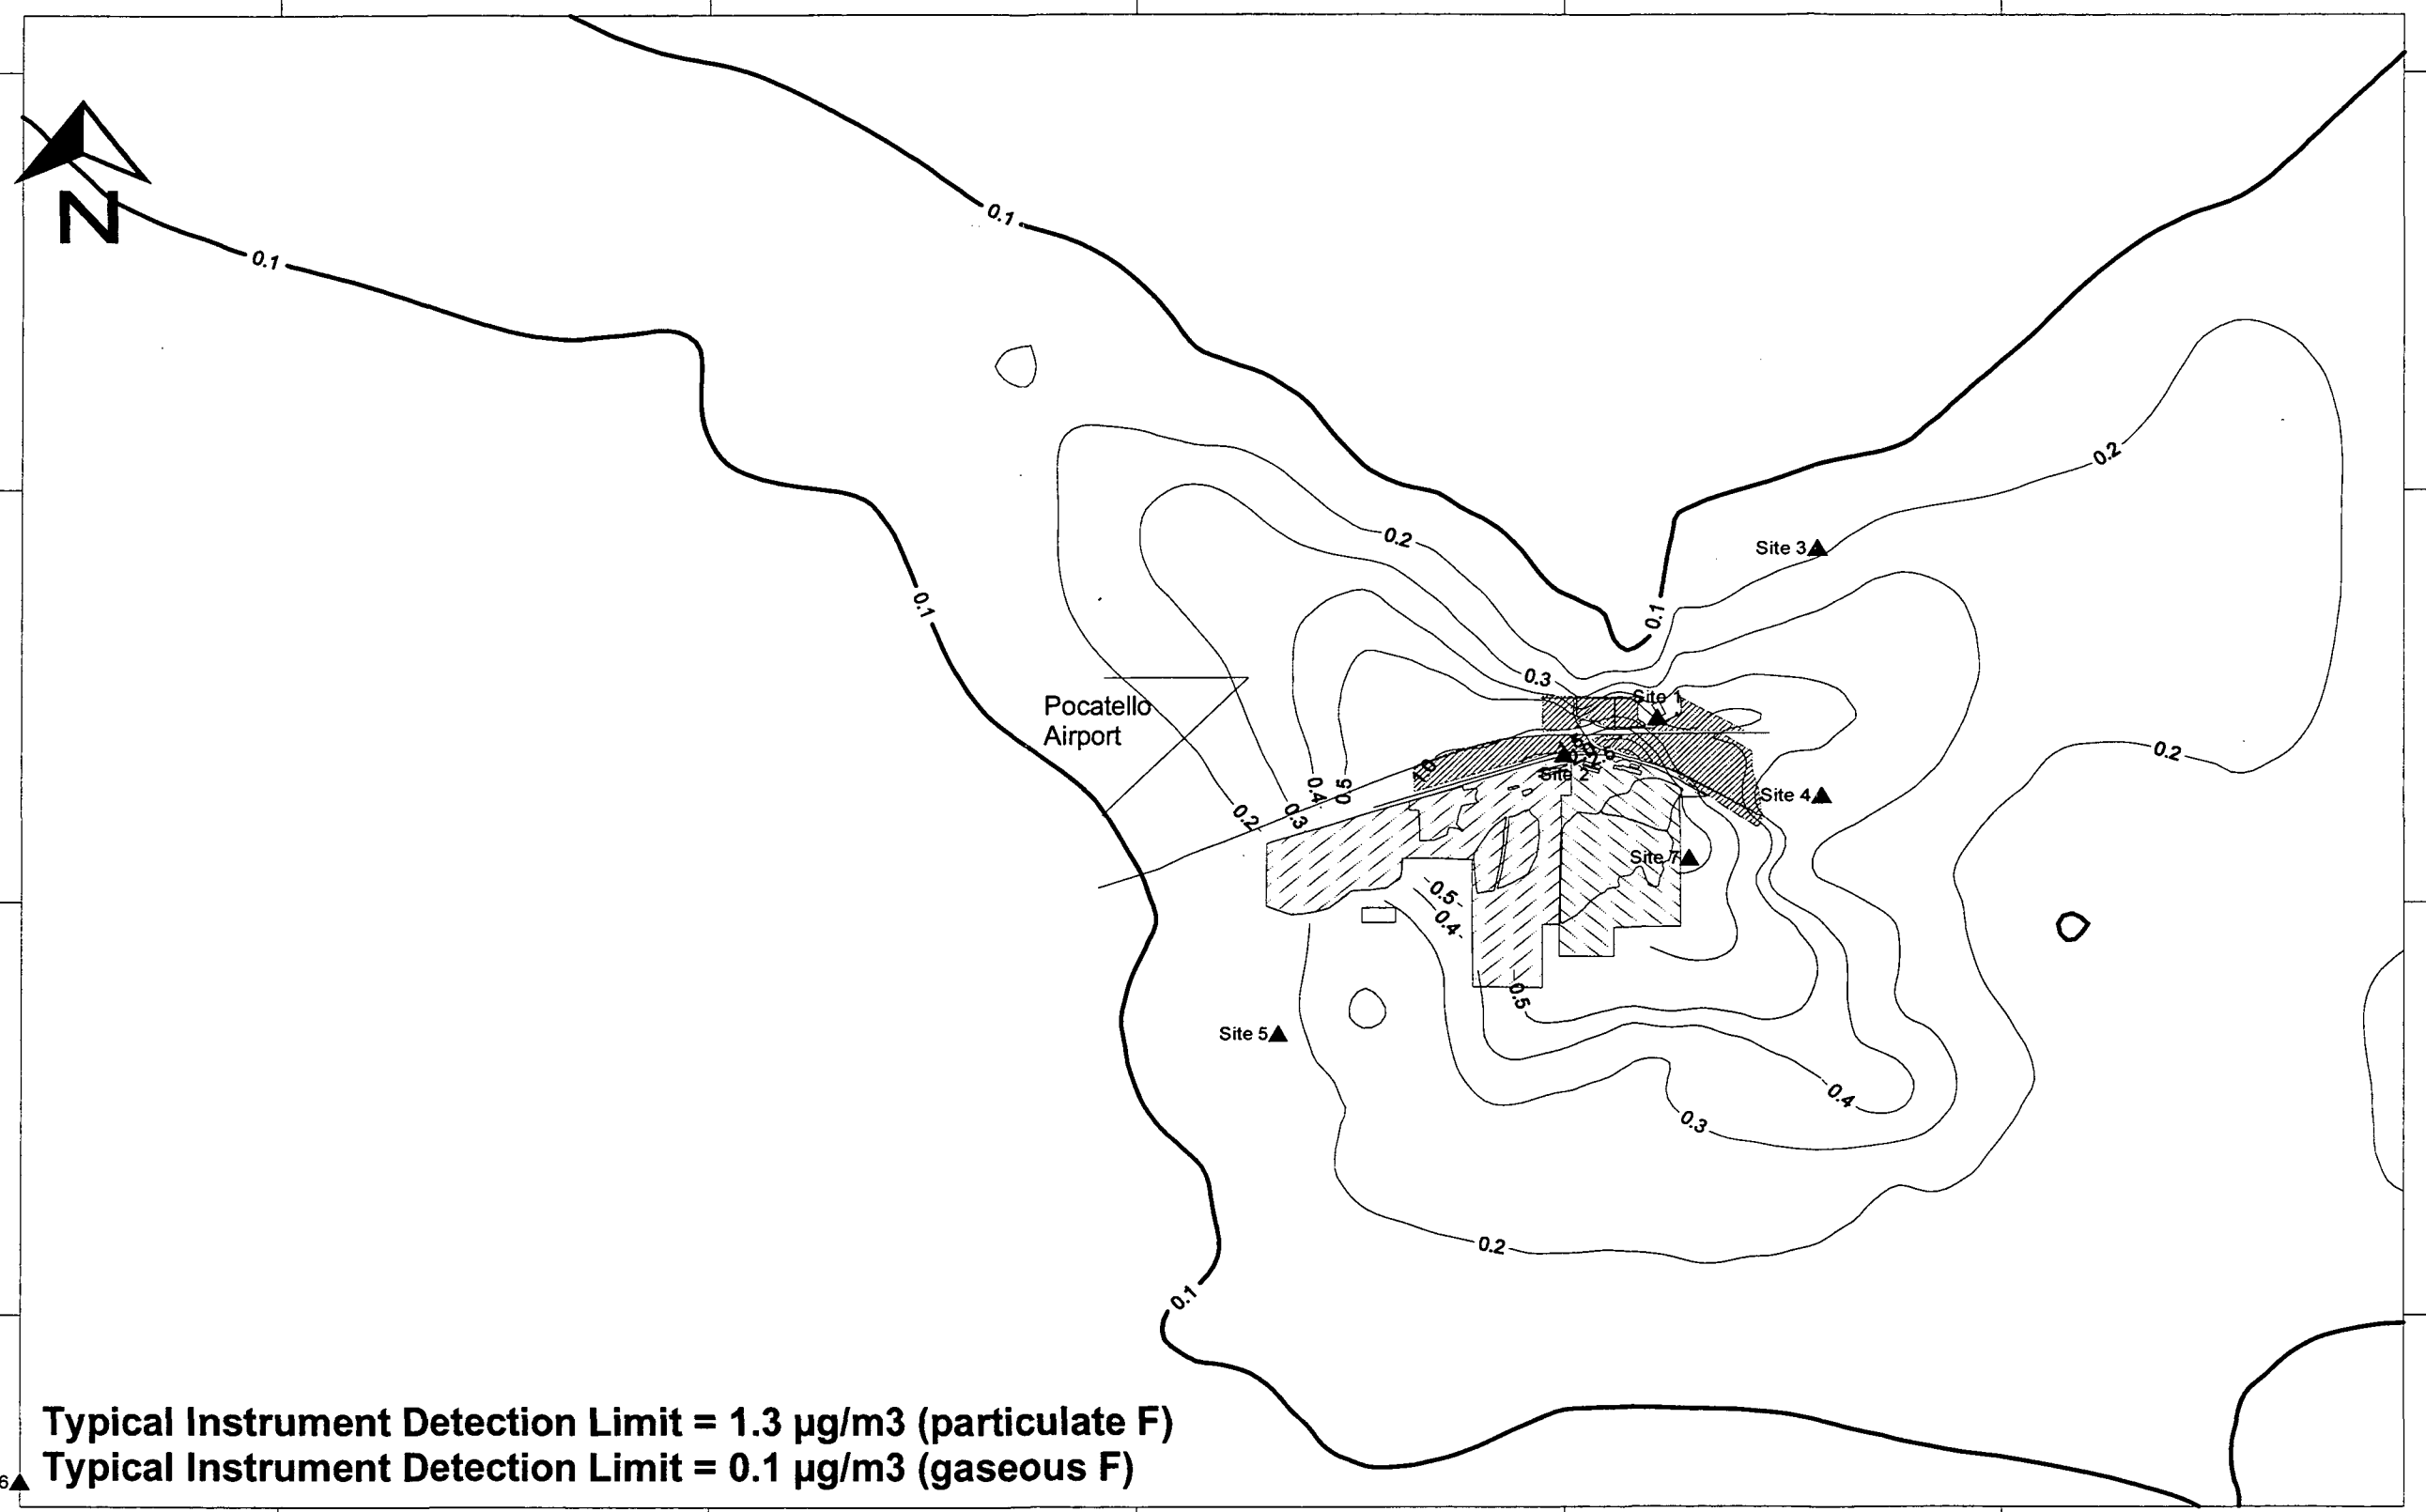 N
0.1
0.1
0.2
0.2
Site 3
0.1
0.1
0.3
Site 1
Pocatello
Airport
0.2
1.0
Site 2
0.4
0.5
Site 4
0.2
0.3
Site 7
0.5
0.4
0.5
Site 5
0.4
0.3
0.2
0.1
Typical Instrument Detection Limit = 1.3 µg/m3 (particulate F)
Typical Instrument Detection Limit = 0.1 µg/m3 (gaseous F)
6